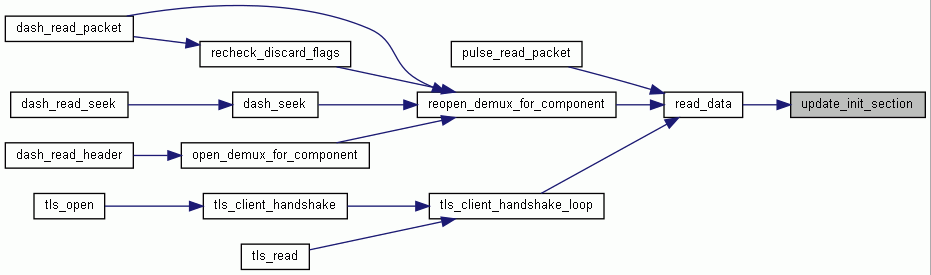 dash_read_packet
recheck_discard_flags
pulse_read_packet
dash_read_seek
dash_seek
reopen_demux_for_component
read_data
update_init_section
dash_read_header
open_demux_for_component
tls_open
tls_client_handshake
tls_client_handshake_loop
tls_read